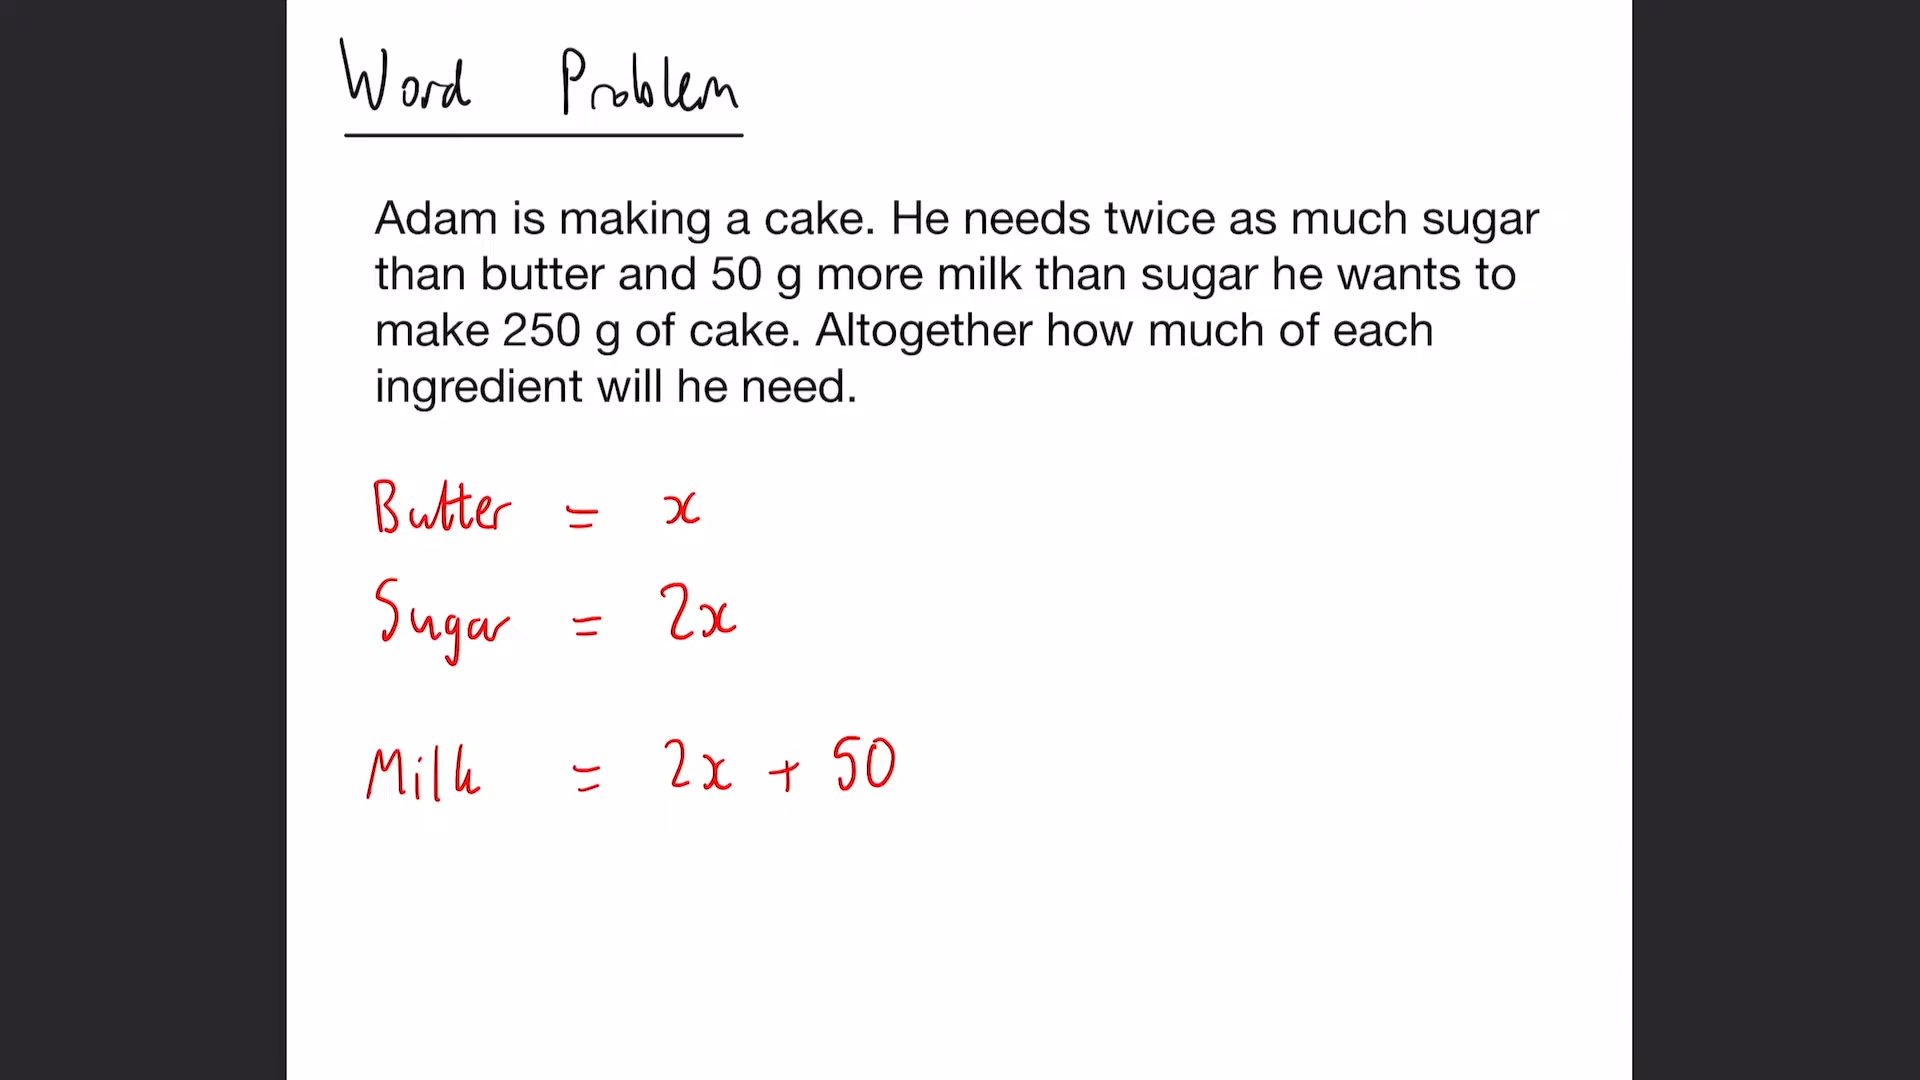 Word Problem
Adam is making a cake. He needs twice as much sugar
than butter and 50 g more milk than sugar he wants to
make 250 g of cake. Altogether how much of each
ingredient will he need.
Butter = x
Sugar = 2x
Milk = 2x + 50